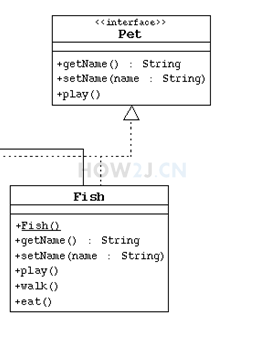 <<interface>>
Pet
+getName() : String
+setName(name : String)
+play()
HOW2J.CN
Fish
+Fish()
+getName() : String
+setName(name : String)
+play()
+walk()
+eat()